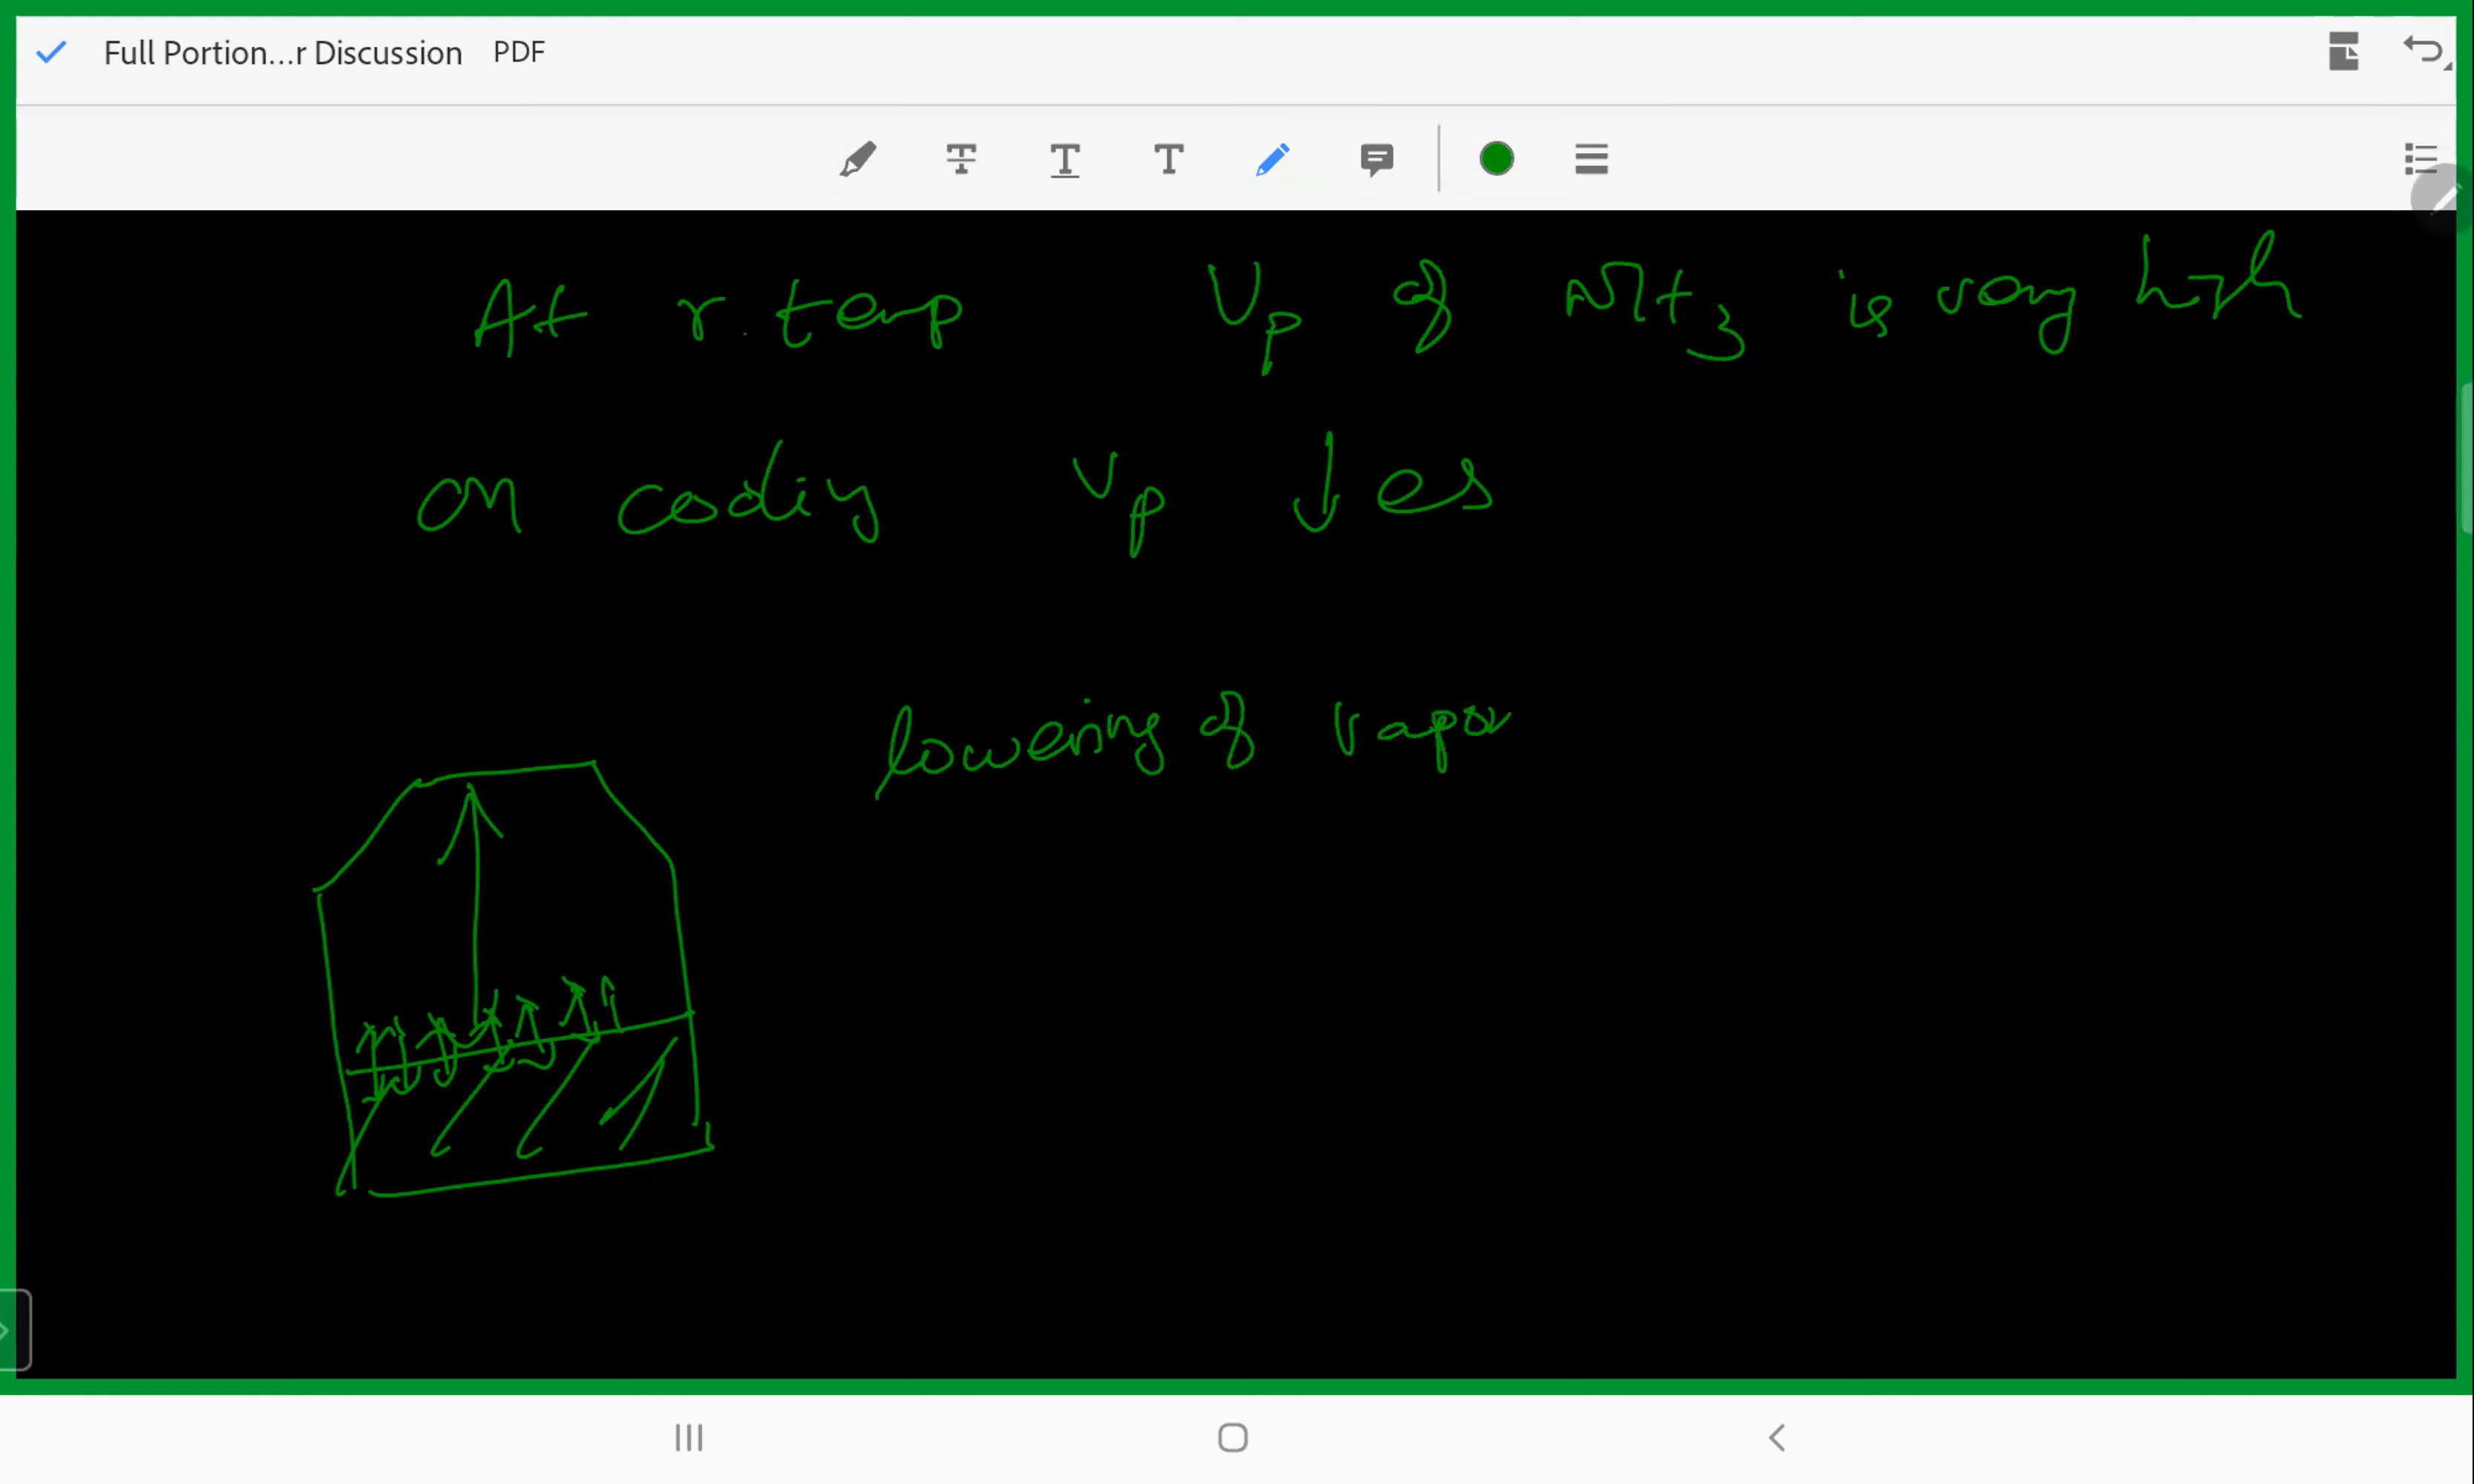 Full Portion...r Discussion PDF
At r.temp Vp of NH3 is very high
on cooling Vp ↓es
lowering of vapor